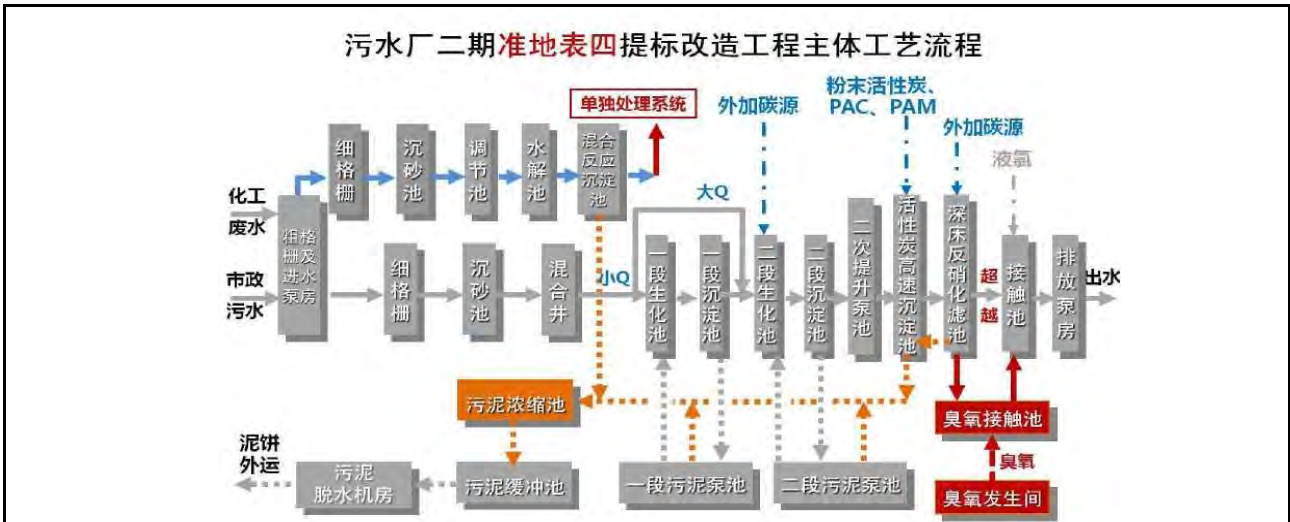 污水厂二期准地表四提标改造工程主体工艺流程
粉末活性炭、
PAC、PAM
单独处理系统
外加碳源
外加碳源
液氯
细格栅
沉砂池
调节池
水解池
混合反应沉淀池
化工
废水
大Q
粗格栅及进水泵房
市政
污水
细格栅
沉砂池
混合井
小Q
一段生化池
一段沉淀池
二段生化池
二段沉淀池
二次提升泵池
活性炭高速沉淀池
深床反硝化滤池
超
越
接触池
排放泵房
出水
污泥浓缩池
臭氧接触池
泥饼
外运
污泥
脱水机房
污泥缓冲池
一段污泥泵池
二段污泥泵池
臭氧
臭氧发生间